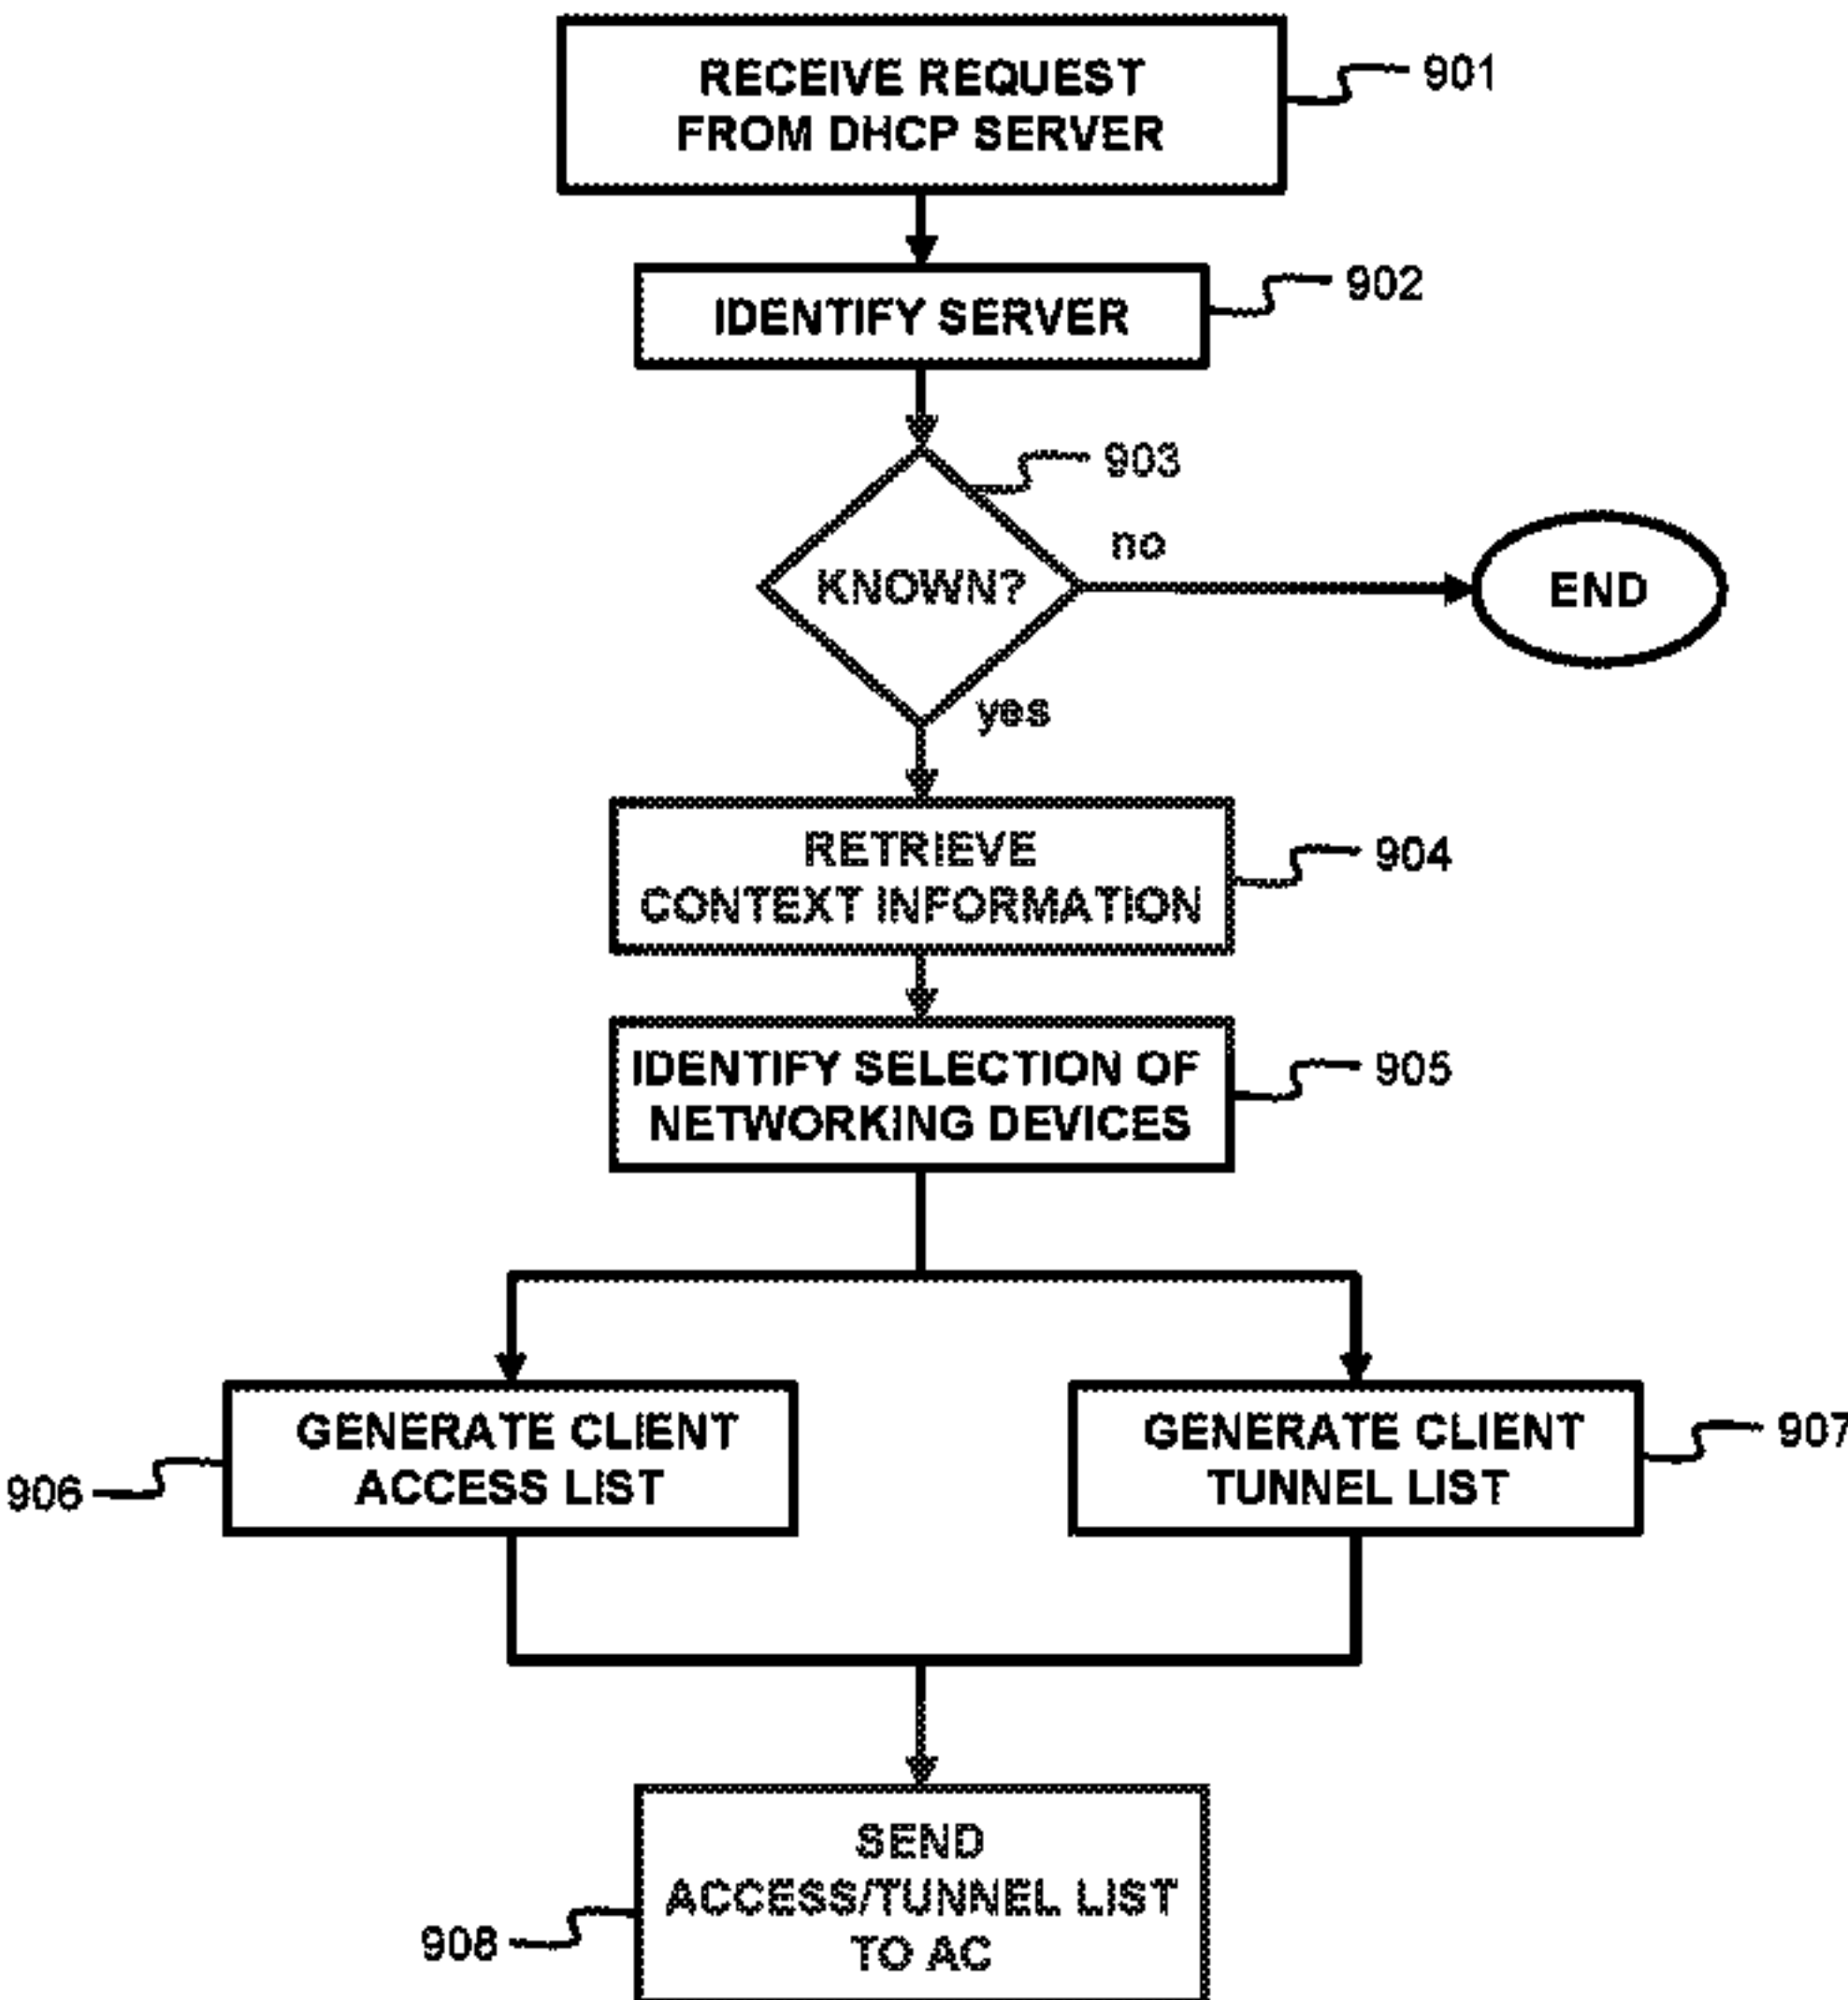 RECEIVE REQUEST
FROM DHCP SERVER
901
IDENTIFY SERVER
902
903
KNOWN?
no
END
yes
RETRIEVE
CONTEXT INFORMATION
904
IDENTIFY SELECTION OF
NETWORKING DEVICES
905
GENERATE CLIENT
ACCESS LIST
906
GENERATE CLIENT
TUNNEL LIST
907
SEND
ACCESS/TUNNEL LIST
TO AC
908